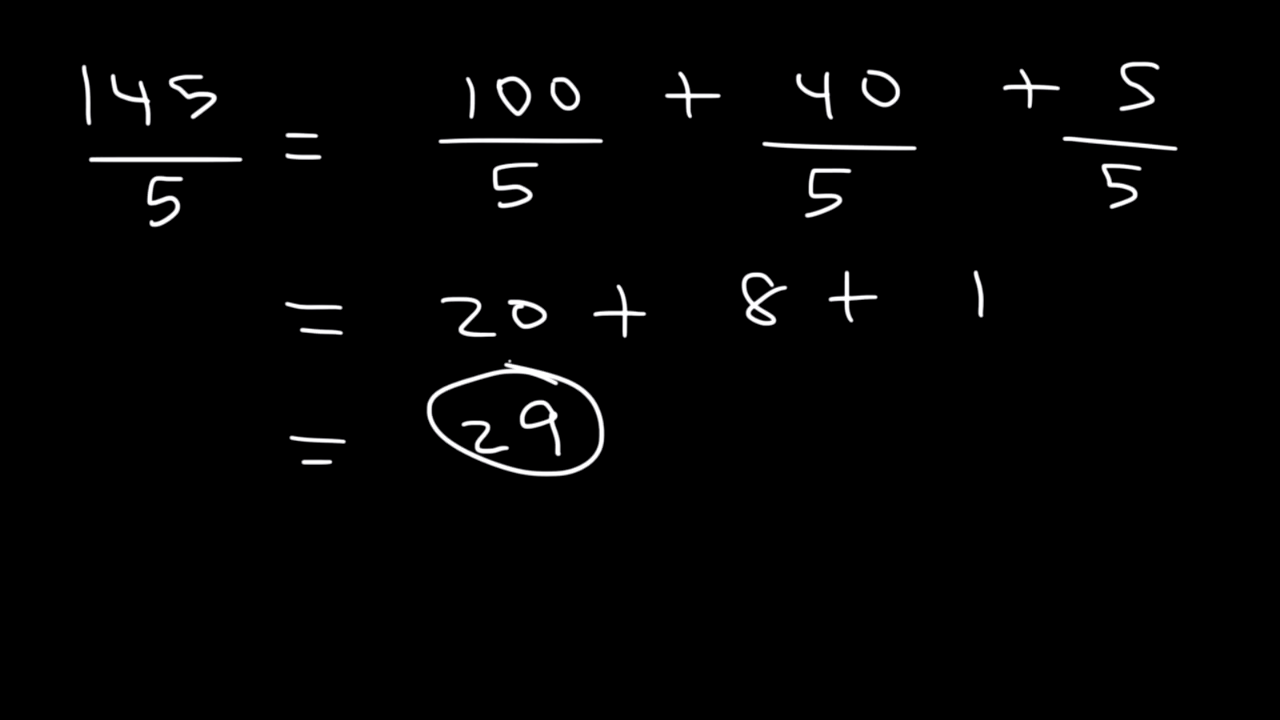 145/5 = 100/5 + 40/5 + 5/5
= 20 + 8 + 1
= 29